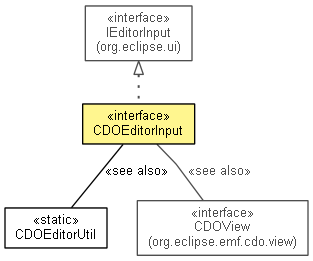 «interface»
IEditorInput
(org.eclipse.ui)
«interface»
CDOEditorInput
«see also»
«see also»
«static»
CDOEditorUtil
«interface»
CDOView
(org.eclipse.emf.cdo.view)